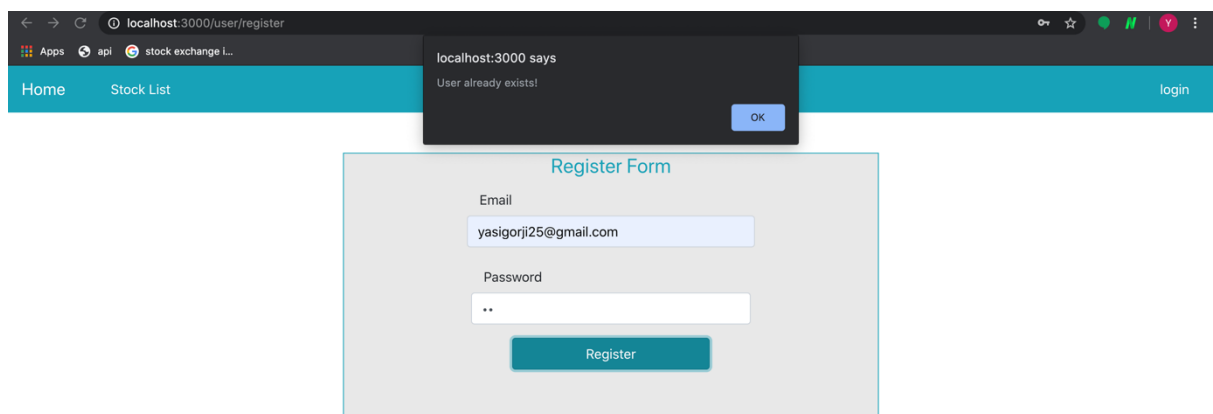 localhost:3000/user/register
Y
Apps api stock exchange i...
localhost:3000 says
User already exists!
OK
Home Stock List login
Register Form
Email
yasigorji25@gmail.com
Password
••
Register